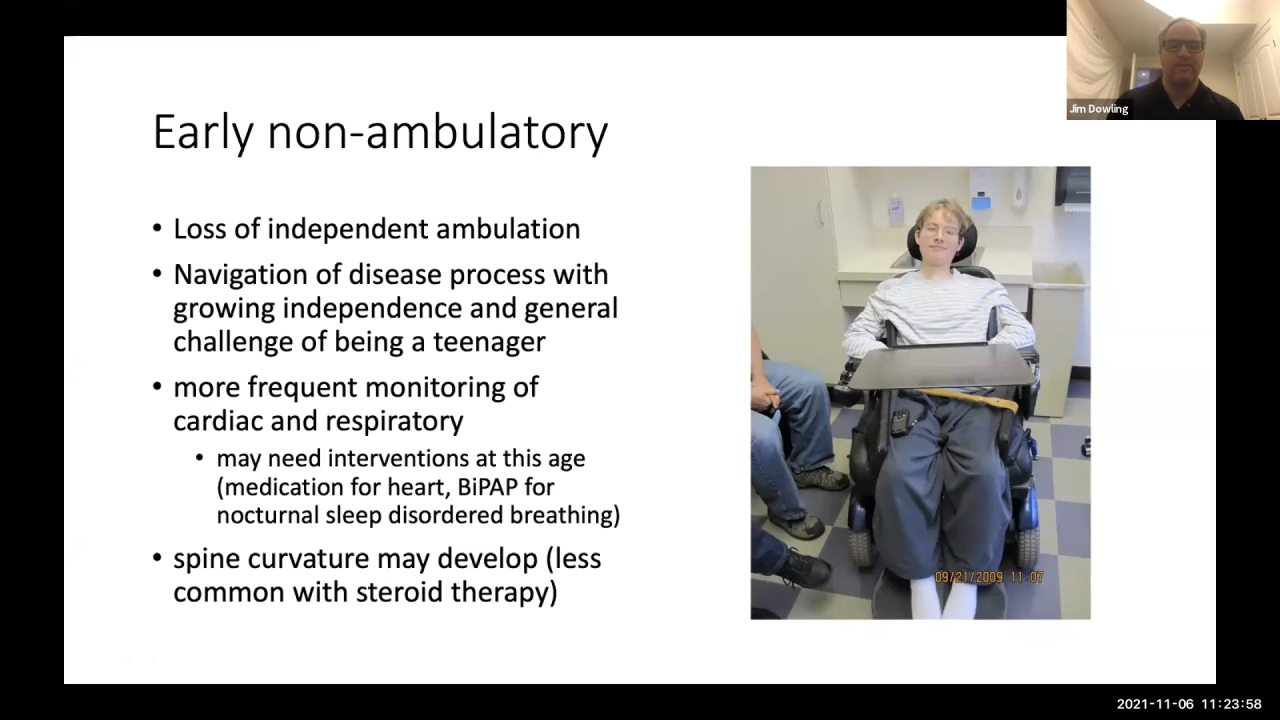 Jim Dowling
Early non-ambulatory
• Loss of independent ambulation
• Navigation of disease process with
growing independence and general
challenge of being a teenager
• more frequent monitoring of
cardiac and respiratory
• may need interventions at this age
(medication for heart, BiPAP for
nocturnal sleep disordered breathing)
• spine curvature may develop (less
common with steroid therapy)
09/21/2009 11:07
2021-11-06 11:23:58